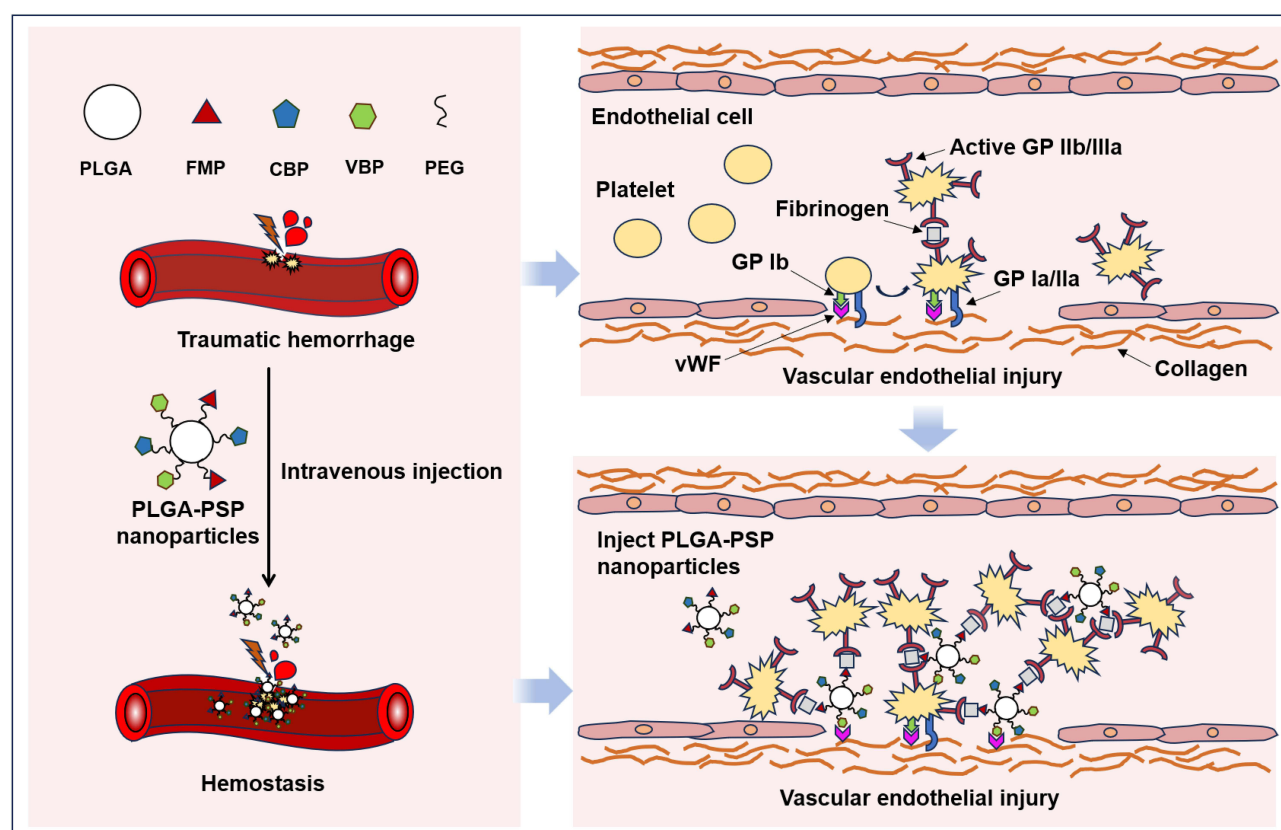 PLGA
FMP
CBP
VBP
PEG
Traumatic hemorrhage
PLGA-PSP
nanoparticles
Intravenous injection
Hemostasis
Endothelial cell
Active GP IIb/IIIa
Platelet
Fibrinogen
GP Ib
GP Ia/IIa
vWF
Collagen
Vascular endothelial injury
Inject PLGA-PSP
nanoparticles
Vascular endothelial injury